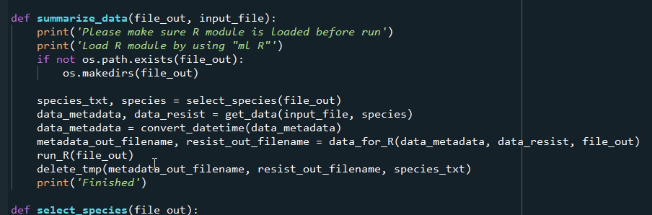 def summarize_data(file_out, input_file):
print('Please make sure R module is loaded before run')
print('Load R module by using "ml R"')
if not os.path.exists(file_out):
os.makedirs(file_out)
species_txt, species = select_species(file_out)
data_metadata, data_resist = get_data(input_file, species)
data_metadata = convert_datetime(data_metadata)
metadata_out_filename, resist_out_filename = data_for_R(data_metadata, data_resist, file_out)
run_R(file_out)
delete_tmp(metadata_out_filename, resist_out_filename, species_txt)
print('Finished')
def select_species(file_out):